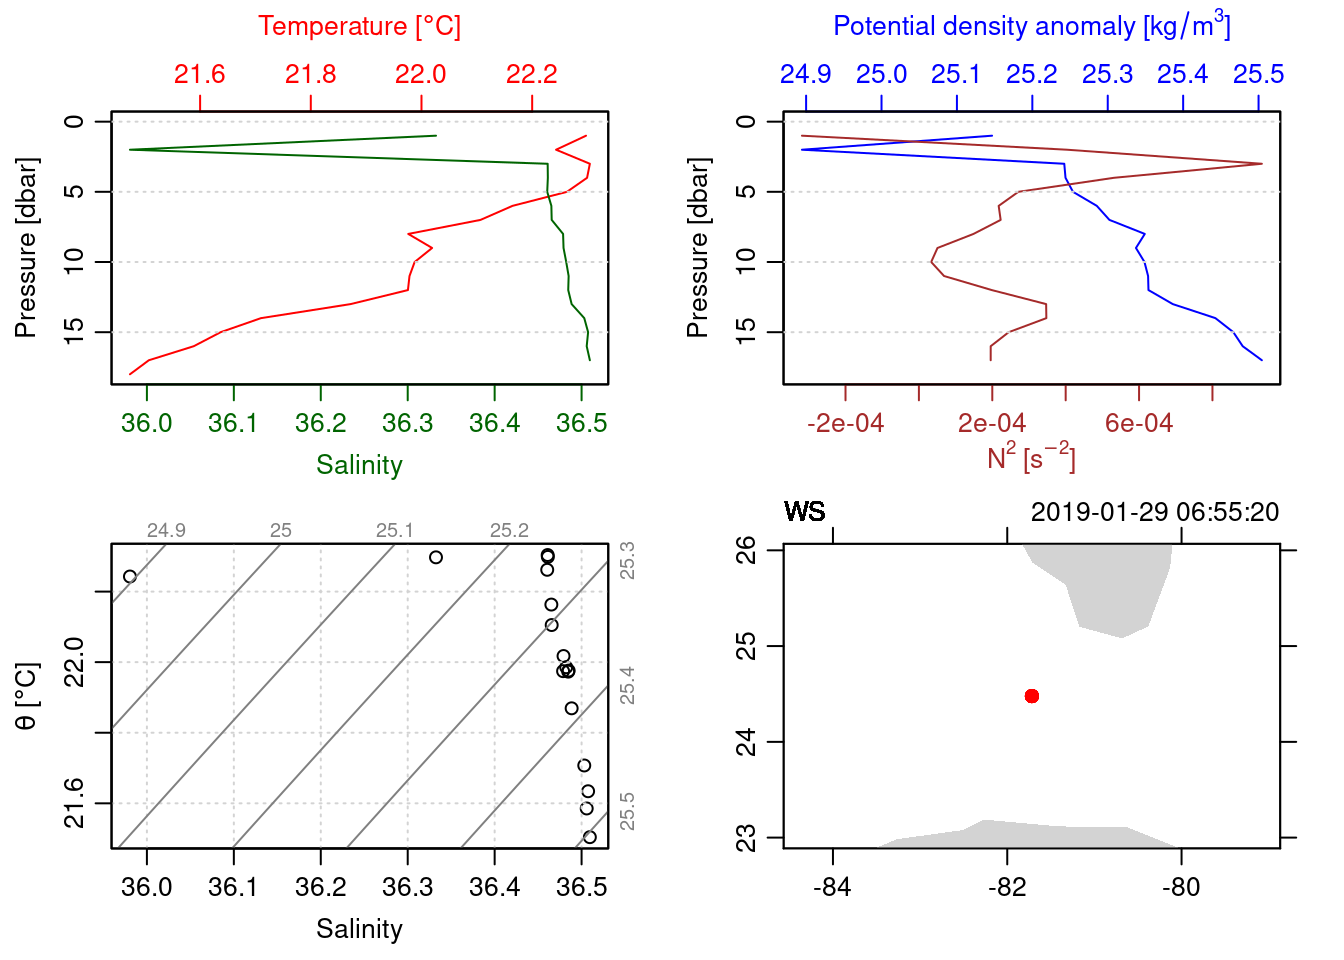 Temperature [°C]
21.6 21.8 22.0 22.2
0
5
10
15
Pressure [dbar]
36.0 36.1 36.2 36.3 36.4 36.5
Salinity
Potential density anomaly [kg/m³]
24.9 25.0 25.1 25.2 25.3 25.4 25.5
0
5
10
15
Pressure [dbar]
-2e-04 2e-04 6e-04
N² [s⁻²]
24.9 25 25.1 25.2
25.3
25.4
25.5
22.0
21.6
θ [°C]
36.0 36.1 36.2 36.3 36.4 36.5
Salinity
WS 2019-01-29 06:55:20
26
25
24
23
-84 -82 -80